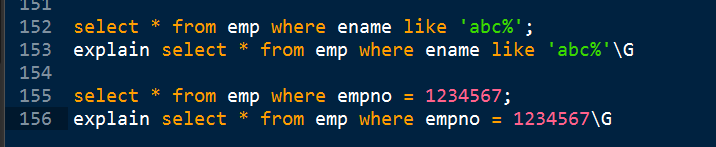 151
152 select * from emp where ename like 'abc%';
153 explain select * from emp where ename like 'abc%'\G
154
155 select * from emp where empno = 1234567;
156 explain select * from emp where empno = 1234567\G